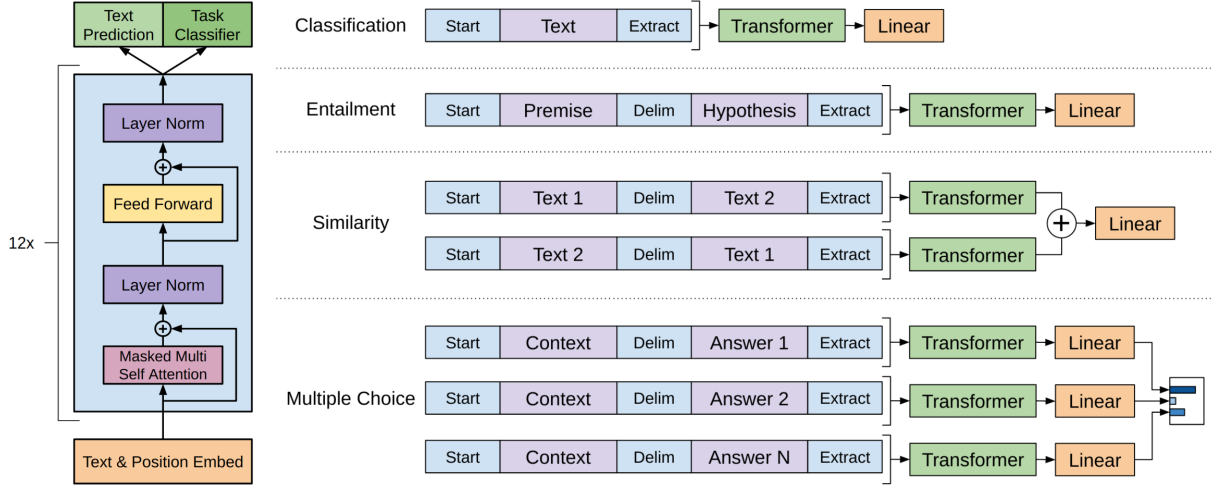 Text
Prediction
Task
Classifier
12x
Layer Norm
Feed Forward
Layer Norm
Masked Multi
Self Attention
Text & Position Embed
Classification
Start Text Extract Transformer Linear
Entailment
Start Premise Delim Hypothesis Extract Transformer Linear
Similarity
Start Text 1 Delim Text 2 Extract Transformer
Start Text 2 Delim Text 1 Extract Transformer
Linear
Multiple Choice
Start Context Delim Answer 1 Extract Transformer Linear
Start Context Delim Answer 2 Extract Transformer Linear
Start Context Delim Answer N Extract Transformer Linear